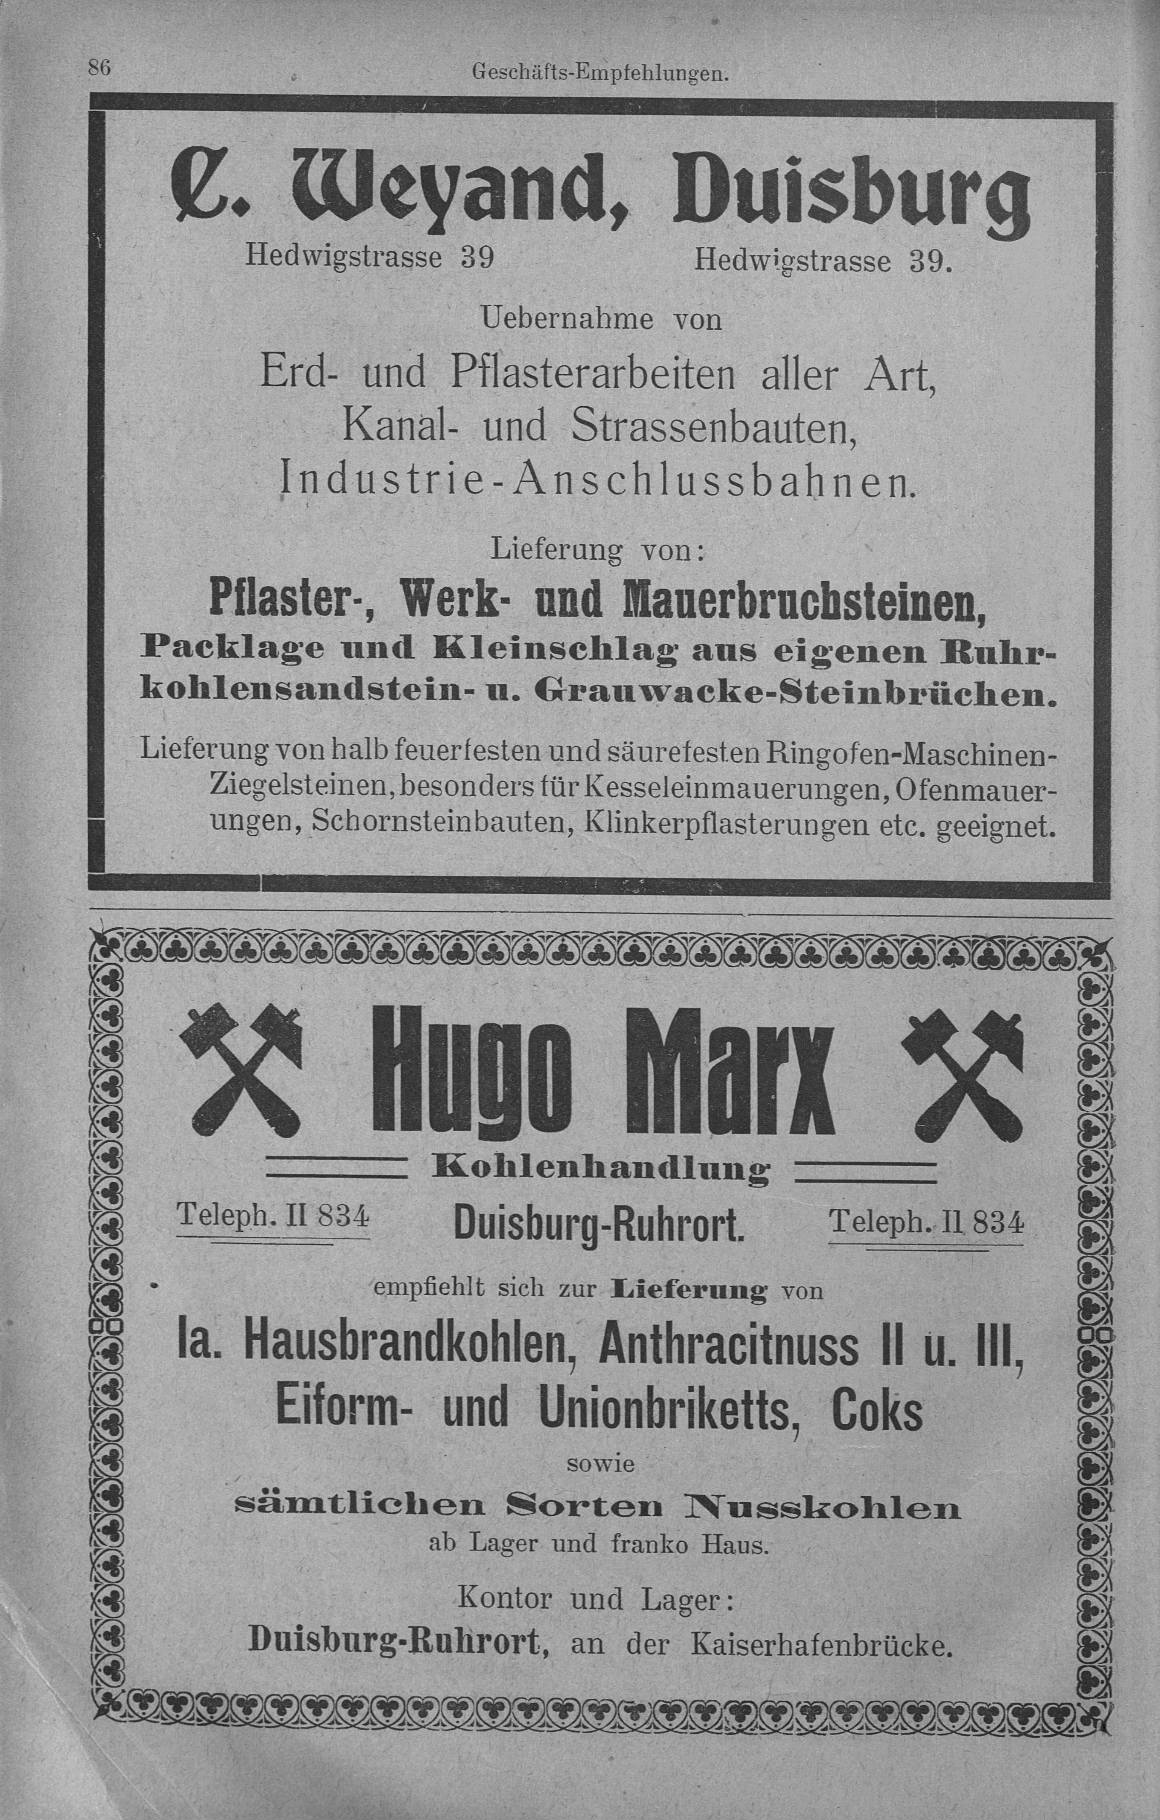 86
Geschäfts-Empfehlungen.
C. Weyand, Duisburg
Hedwigstrasse 39 Hedwigstrasse 39.
Uebernahme von
Erd- und Pflasterarbeiten aller Art,
Kanal- und Strassenbauten,
Industrie-Anschlussbahnen.
Lieferung von:
Pflaster-, Werk- und Mauerbruchsteinen,
Packlage und Kleinschlag aus eigenen Ruhr-
kohlensandstein- u. Grauwacke-Steinbrüchen.
Lieferung von halb feuerfesten und säurefesten Ringofen-Maschinen-
Ziegelsteinen, besonders für Kesseleinmauerungen, Ofenmauer-
ungen, Schornsteinbauten, Klinkerpflasterungen etc. geeignet.
Hugo Marx
Kohlenhandlung
Teleph. II 834 Duisburg-Ruhrort. Teleph. II 834
empfiehlt sich zur Lieferung von
Ia. Hausbrandkohlen, Anthracitnuss II u. III,
Eiform- und Unionbriketts, Coks
sowie
sämtlichen Sorten Nusskohlen
ab Lager und franko Haus.
Kontor und Lager:
Duisburg-Ruhrort, an der Kaiserhafenbrücke.